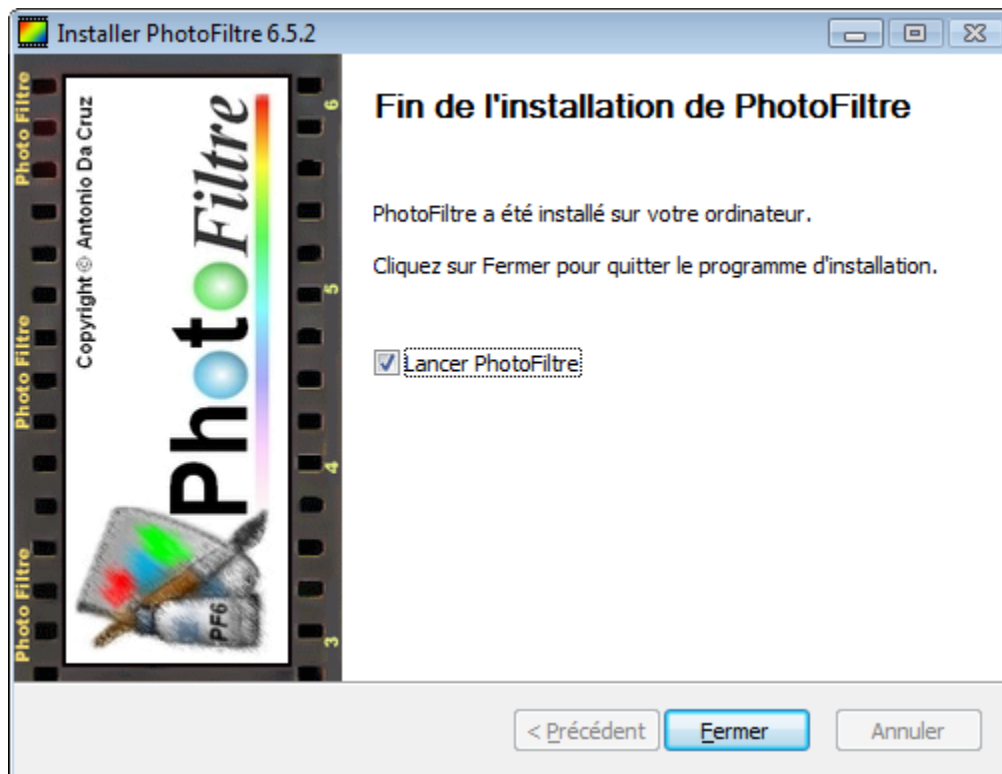 Installer PhotoFiltre 6.5.2
Photo Filtre
Photo Filtre
Photo Filtre
6
5
4
3
Copyright © Antonio Da Cruz
PhotoFiltre
PF6
Fin de l'installation de PhotoFiltre
PhotoFiltre a été installé sur votre ordinateur.
Cliquez sur Fermer pour quitter le programme d'installation.
Lancer PhotoFiltre
< Précédent
Fermer
Annuler